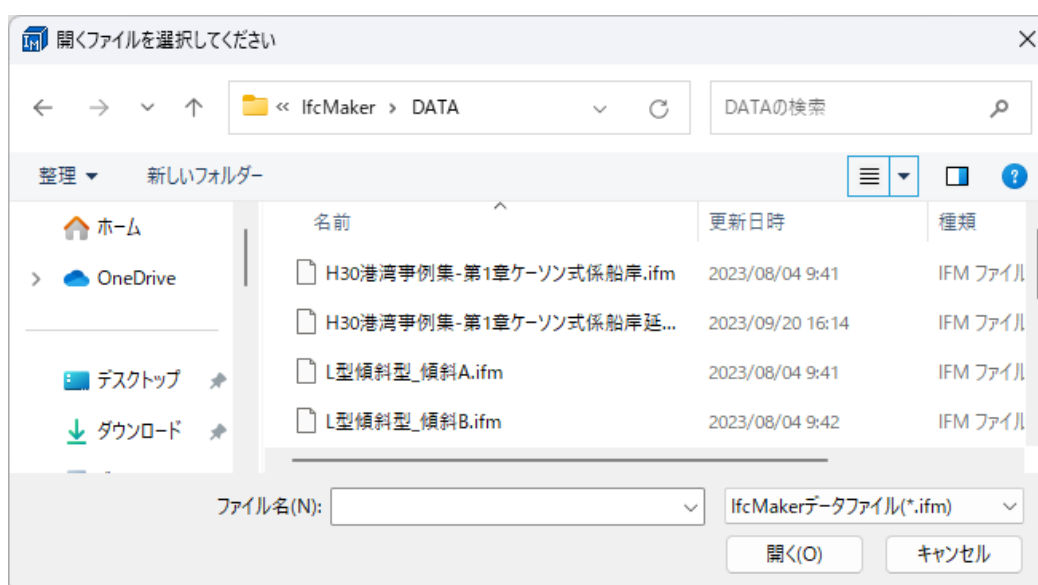 IM 開くファイルを選択してください
« IfcMaker > DATA DATAの検索
整理 新しいフォルダー
名前 更新日時 種類
ホーム
OneDrive
デスクトップ
ダウンロード
H30港湾事例集-第1章ケーソン式係船岸.ifm 2023/08/04 9:41 IFM ファイル
H30港湾事例集-第1章ケーソン式係船岸延... 2023/09/20 16:14 IFM ファイル
L型傾斜型_傾斜A.ifm 2023/08/04 9:41 IFM ファイル
L型傾斜型_傾斜B.ifm 2023/08/04 9:42 IFM ファイル
ファイル名(N): IfcMakerデータファイル(*.ifm)
開く(O) キャンセル